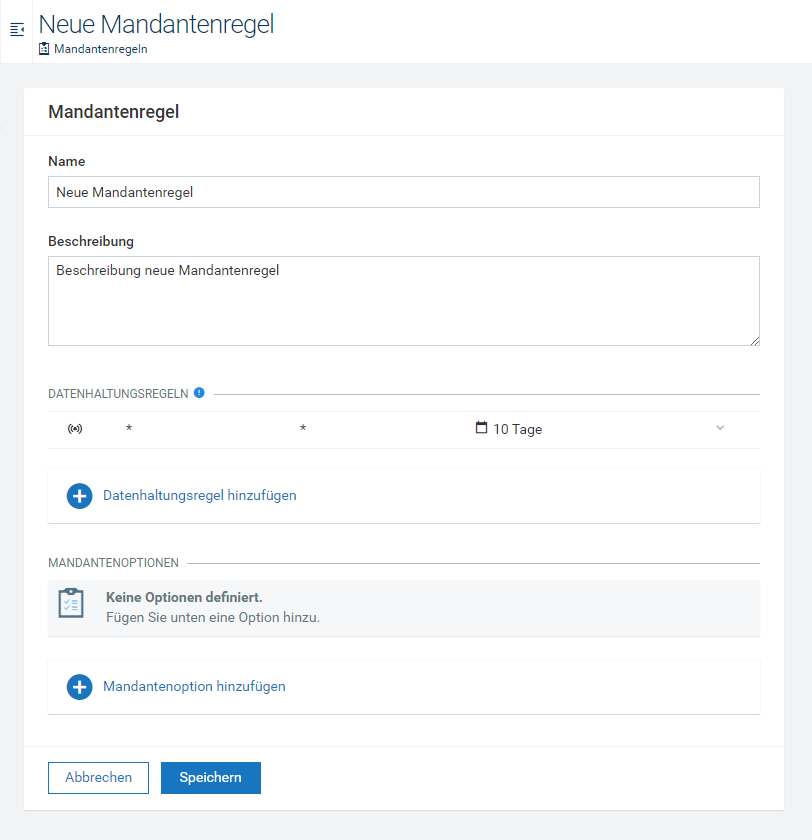 Neue Mandantenregel
Mandantenregeln
Mandantenregel
Name
Neue Mandantenregel
Beschreibung
Beschreibung neue Mandantenregel
DATENHALTUNGSREGELN
* * 10 Tage
Datenhaltungsregel hinzufügen
MANDANTENOPTIONEN
Keine Optionen definiert.
Fügen Sie unten eine Option hinzu.
Mandantenoption hinzufügen
Abbrechen Speichern